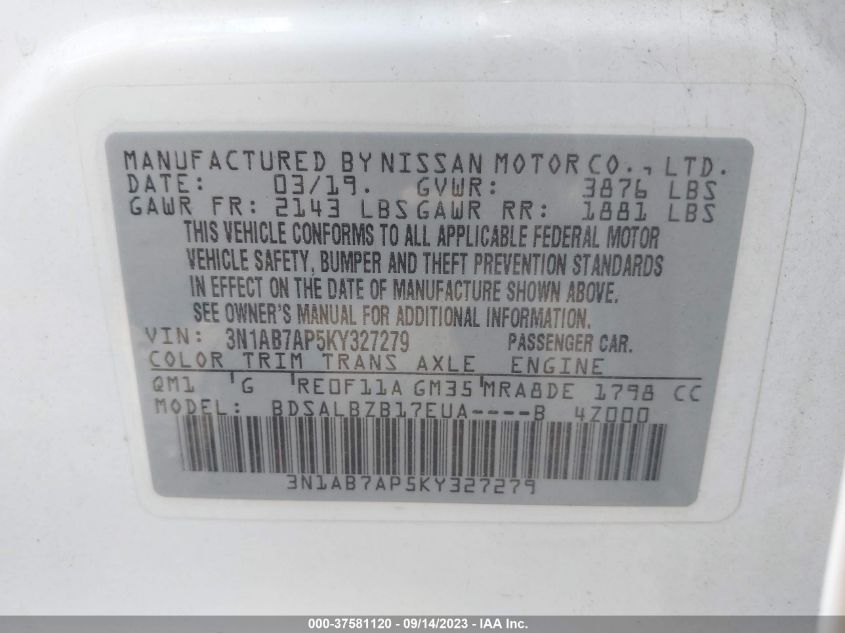 MANUFACTURED BY NISSAN MOTOR CO., LTD.
DATE: 03/19. GVWR: 3876 LBS
GAWR FR: 2143 LBS GAWR RR: 1881 LBS
THIS VEHICLE CONFORMS TO ALL APPLICABLE FEDERAL MOTOR
VEHICLE SAFETY, BUMPER AND THEFT PREVENTION STANDARDS
IN EFFECT ON THE DATE OF MANUFACTURE SHOWN ABOVE.
SEE OWNER'S MANUAL FOR ADDITIONAL INFORMATION.
VIN: 3N1AB7AP5KY327279 PASSENGER CAR.
COLOR TRIM TRANS AXLE ENGINE
QM1 'G 'RE0F11A GM35'MRA8DE 1798 CC
MODEL: BDSALBZB17EUA----B 4Z000
3N1AB7AP5KY327279
000-37581120 - 09/14/2023 - IAA Inc.